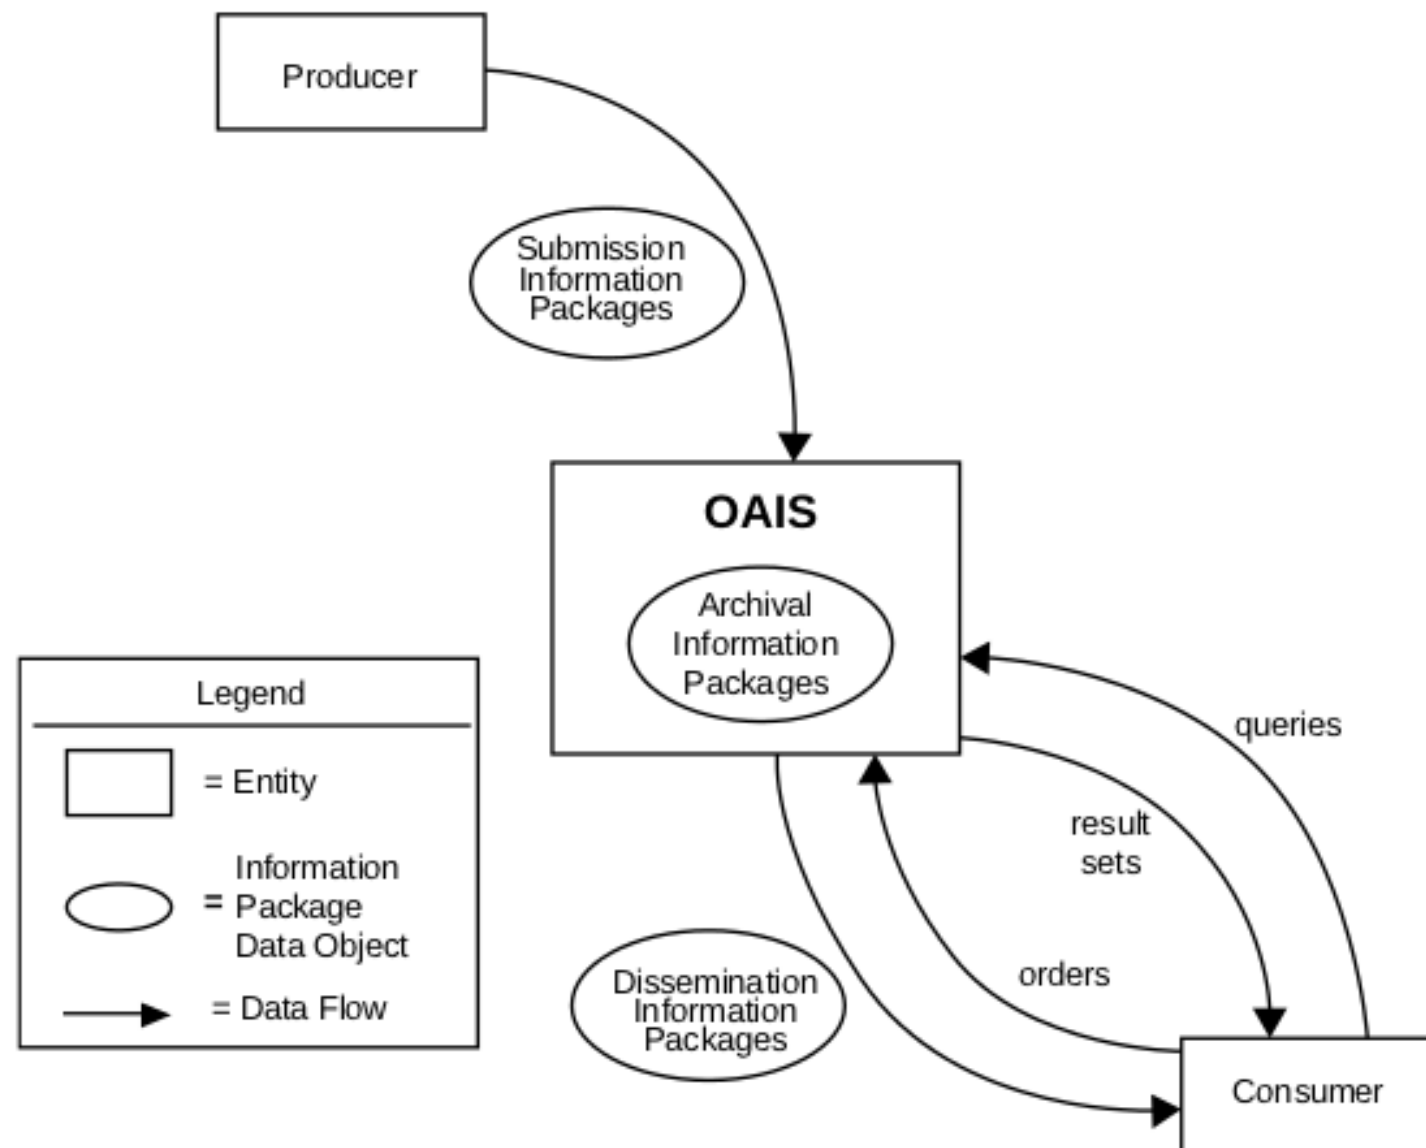 Producer
Submission
Information
Packages
OAIS
Archival
Information
Packages
queries
result
sets
orders
Dissemination
Information
Packages
Consumer
Legend
= Entity
Information
= Package
Data Object
= Data Flow